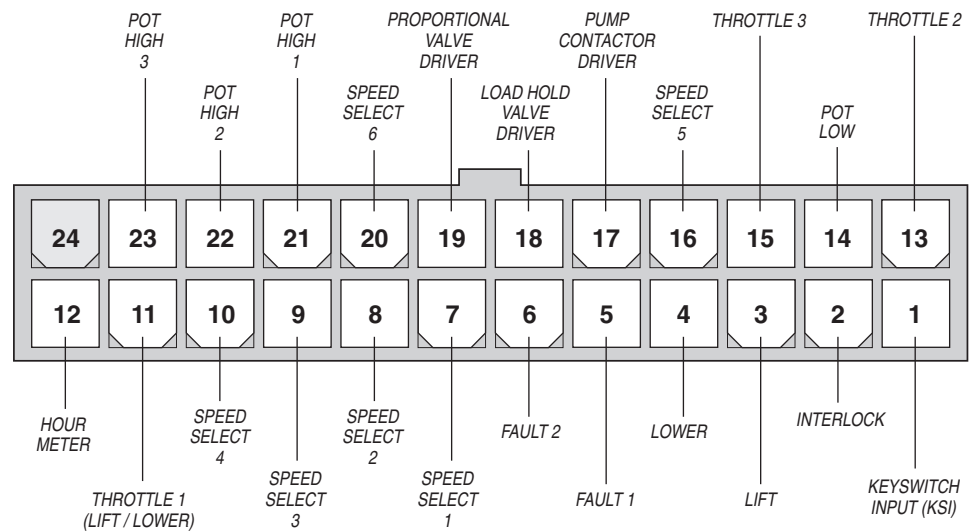 POT
HIGH
3
POT
HIGH
2
POT
HIGH
1
SPEED
SELECT
6
PROPORTIONAL
VALVE
DRIVER
LOAD HOLD
VALVE
DRIVER
PUMP
CONTACTOR
DRIVER
SPEED
SELECT
5
THROTTLE 3
POT
LOW
THROTTLE 2
24 23 22 21 20 19 18 17 16 15 14 13
12 11 10 9 8 7 6 5 4 3 2 1
HOUR
METER
THROTTLE 1
(LIFT / LOWER)
SPEED
SELECT
4
SPEED
SELECT
3
SPEED
SELECT
2
SPEED
SELECT
1
FAULT 2
FAULT 1
LOWER
LIFT
INTERLOCK
KEYSWITCH
INPUT (KSI)